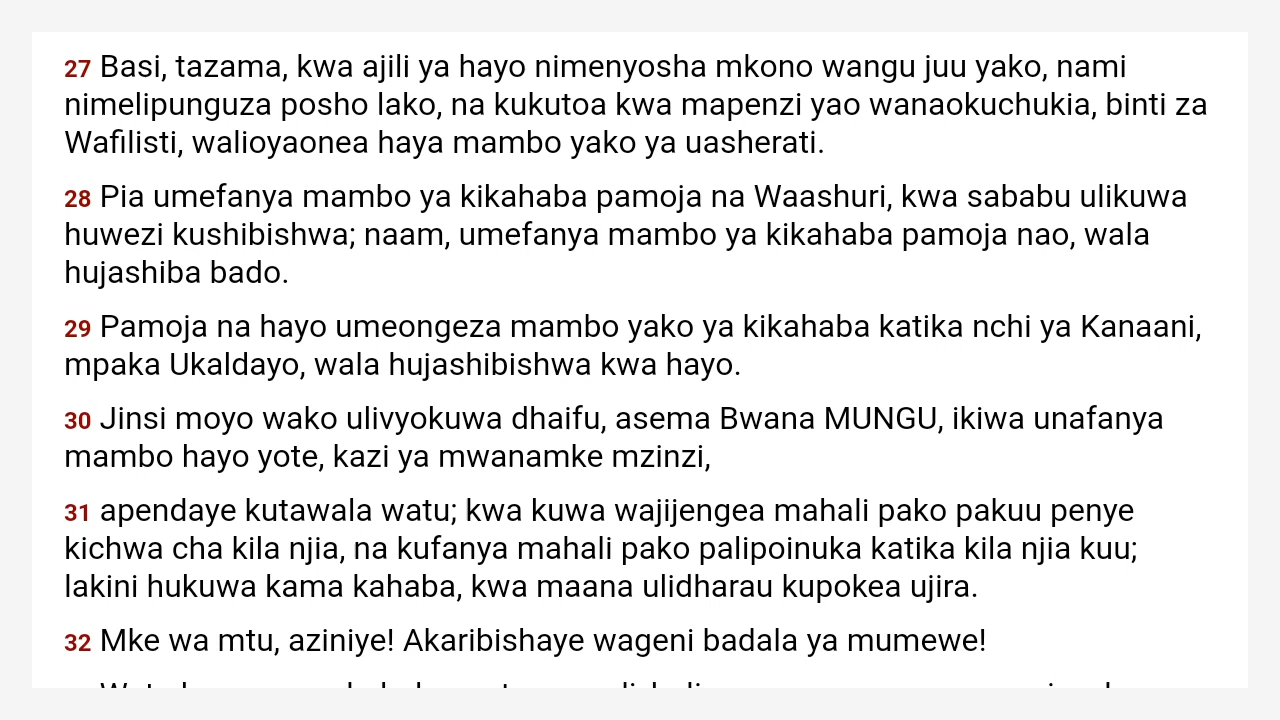 27 Basi, tazama, kwa ajili ya hayo nimenyosha mkono wangu juu yako, nami
nimelipunguza posho lako, na kukutoa kwa mapenzi yao wanaokuchukia, binti za
Wafilisti, walioyaonea haya mambo yako ya uasherati.
28 Pia umefanya mambo ya kikahaba pamoja na Waashuri, kwa sababu ulikuwa
huwezi kushibishwa; naam, umefanya mambo ya kikahaba pamoja nao, wala
hujashiba bado.
29 Pamoja na hayo umeongeza mambo yako ya kikahaba katika nchi ya Kanaani,
mpaka Ukaldayo, wala hujashibishwa kwa hayo.
30 Jinsi moyo wako ulivyokuwa dhaifu, asema Bwana MUNGU, ikiwa unafanya
mambo hayo yote, kazi ya mwanamke mzinzi,
31 apendaye kutawala watu; kwa kuwa wajijengea mahali pako pakuu penye
kichwa cha kila njia, na kufanya mahali pako palipoinuka katika kila njia kuu;
lakini hukuwa kama kahaba, kwa maana ulidharau kupokea ujira.
32 Mke wa mtu, aziniye! Akaribishaye wageni badala ya mumewe!